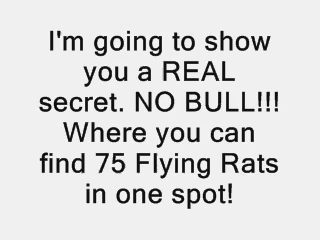 I'm going to show
you a REAL
secret. NO BULL!!!
Where you can
find 75 Flying Rats
in one spot!